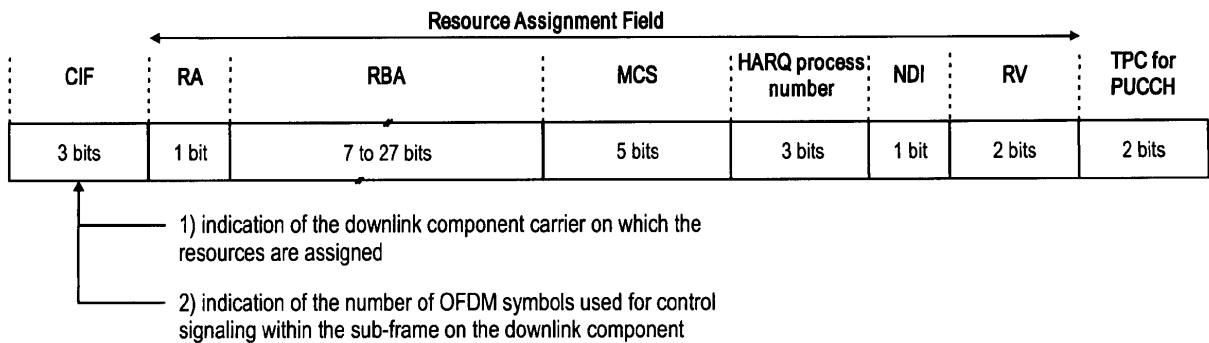 Resource Assignment Field
CIF RA RBA MCS HARQ process number NDI RV TPC for PUCCH
3 bits 1 bit 7 to 27 bits 5 bits 3 bits 1 bit 2 bits 2 bits
1) indication of the downlink component carrier on which the
resources are assigned
2) indication of the number of OFDM symbols used for control
signaling within the sub-frame on the downlink component